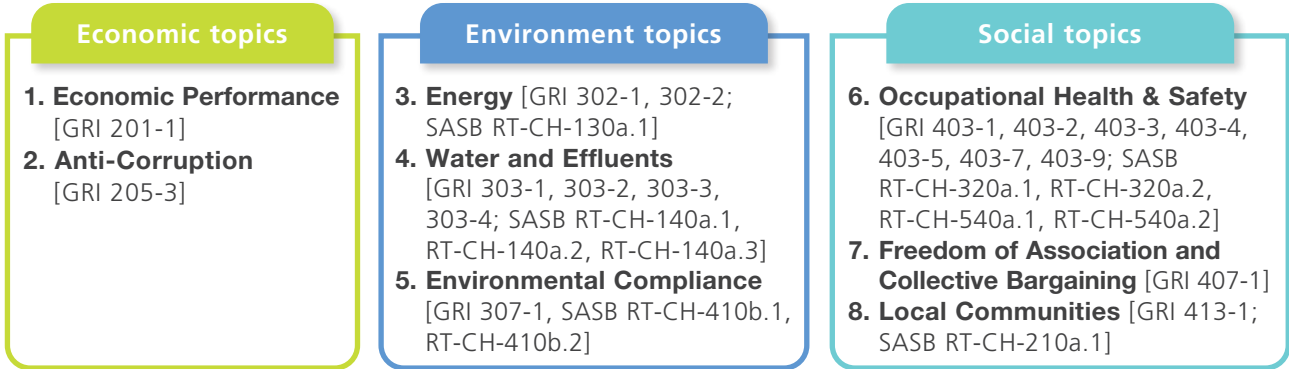 Economic topics
1. Economic Performance
[GRI 201-1]
2. Anti-Corruption
[GRI 205-3]
Environment topics
3. Energy [GRI 302-1, 302-2;
SASB RT-CH-130a.1]
4. Water and Effluents
[GRI 303-1, 303-2, 303-3,
303-4; SASB RT-CH-140a.1,
RT-CH-140a.2, RT-CH-140a.3]
5. Environmental Compliance
[GRI 307-1, SASB RT-CH-410b.1,
RT-CH-410b.2]
Social topics
6. Occupational Health & Safety
[GRI 403-1, 403-2, 403-3, 403-4,
403-5, 403-7, 403-9; SASB
RT-CH-320a.1, RT-CH-320a.2,
RT-CH-540a.1, RT-CH-540a.2]
7. Freedom of Association and
Collective Bargaining [GRI 407-1]
8. Local Communities [GRI 413-1;
SASB RT-CH-210a.1]